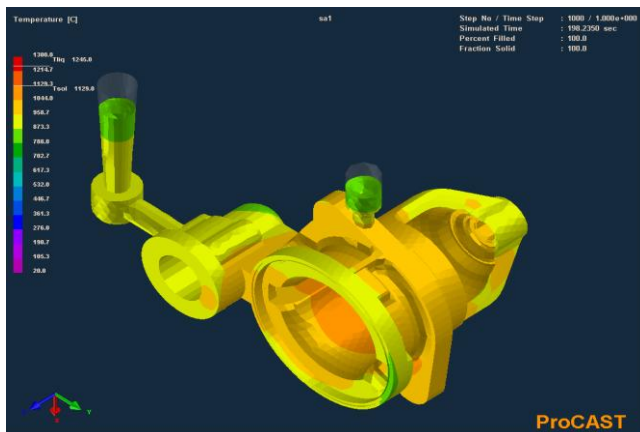 Temperature [C]
sa1
Step No / Time Step : 1000 / 1.000e+000
Simulated Time : 198.2350 sec
Percent Filled : 100.0
Fraction Solid : 100.0
1300.0
Tliq 1246.0
1214.7
1129.3
Tsol 1129.0
1044.0
958.7
873.3
788.0
702.7
617.3
532.0
446.7
361.3
276.0
190.7
105.3
20.0
Y
ProCAST